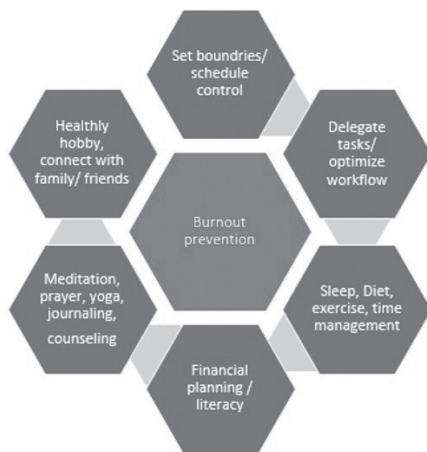 Set boundries/
schedule
control
Delegate
tasks/
optimize
workflow
Sleep, Diet,
exercise, time
management
Financial
planning /
literacy
Meditation,
prayer, yoga,
journaling,
counseling
Healthly
hobby,
connect with
family/ friends
Burnout
prevention